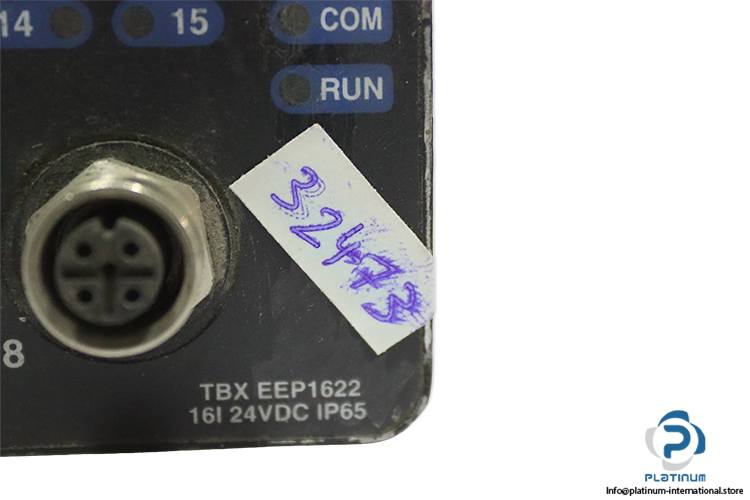 14 15 COM
RUN
32473
8
TBX EEP1622
16I 24VDC IP65
PLATINUM
Info@platinum-international.store